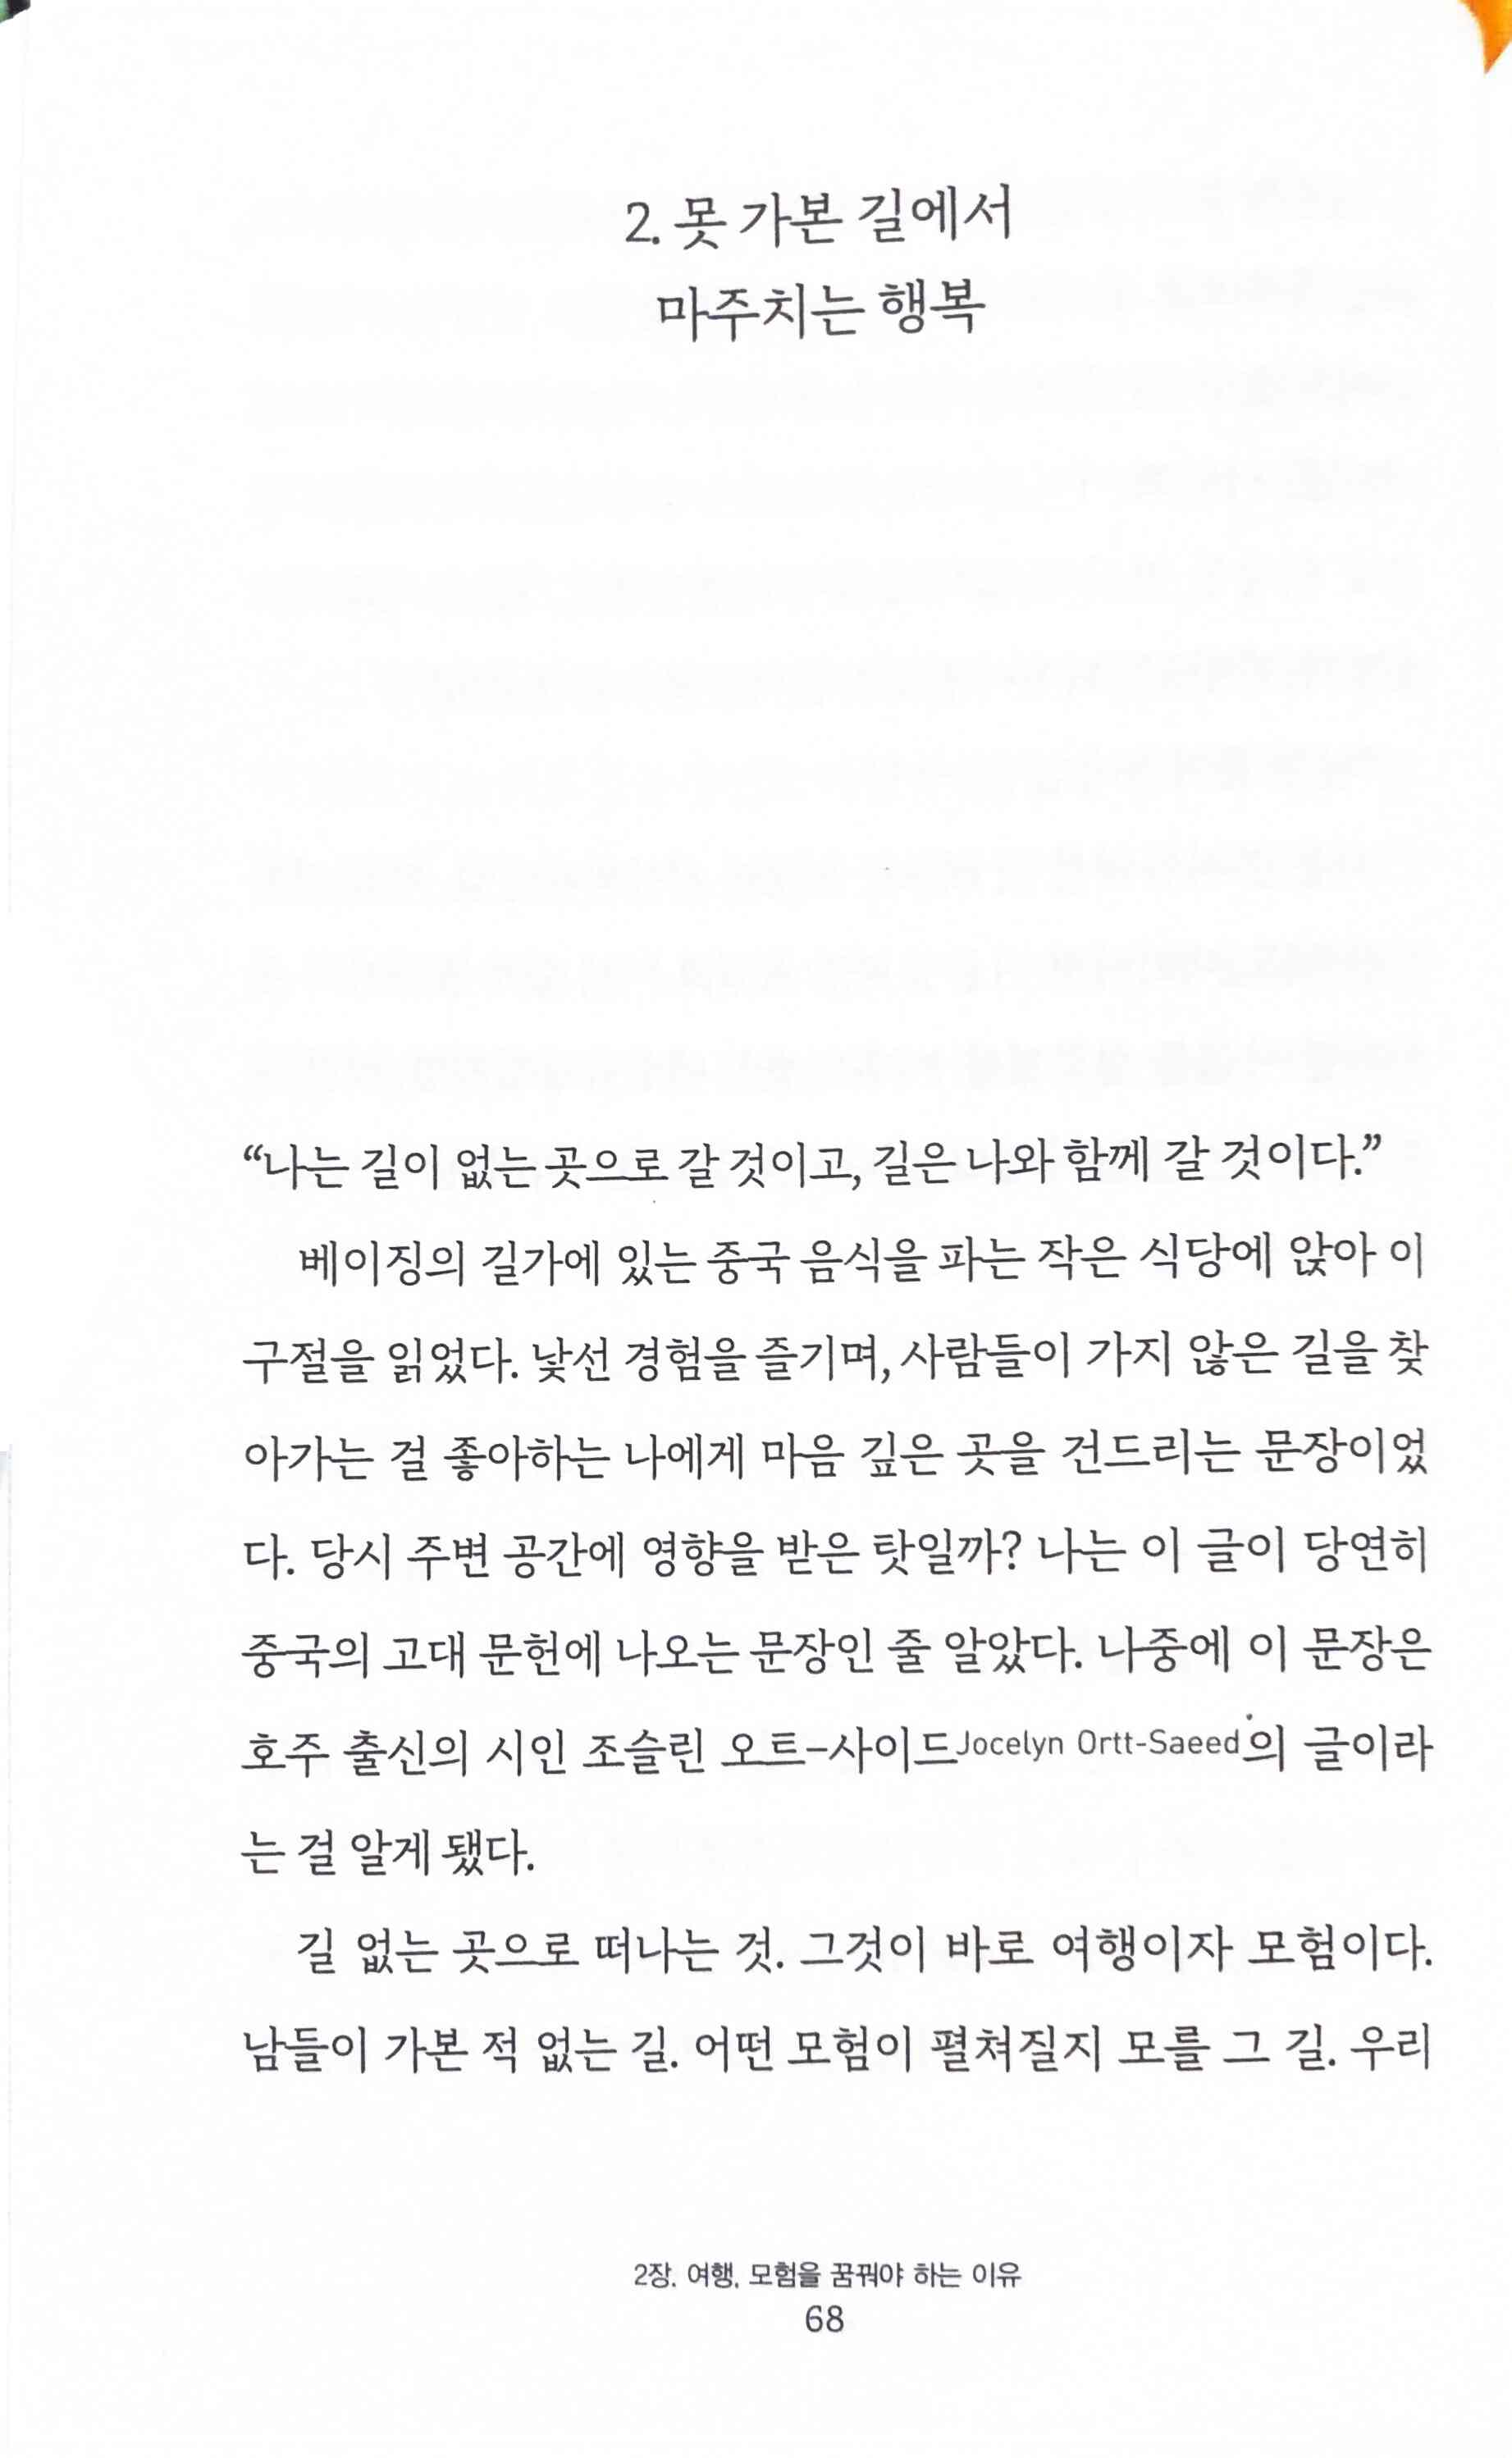 2. 못 가본 길에서
마주치는 행복
“나는 길이 없는 곳으로 갈 것이고, 길은 나와 함께 갈 것이다.”
베이징의 길가에 있는 중국 음식을 파는 작은 식당에 앉아 이
구절을 읽었다. 낯선 경험을 즐기며, 사람들이 가지 않은 길을 찾
아가는 걸 좋아하는 나에게 마음 깊은 곳을 건드리는 문장이었
다. 당시 주변 공간에 영향을 받은 탓일까? 나는 이 글이 당연히
중국의 고대 문헌에 나오는 문장인 줄 알았다. 나중에 이 문장은
호주 출신의 시인 조슬린 오트-사이드Jocelyn Ortt-Saeed의 글이라
는 걸 알게 됐다.
길 없는 곳으로 떠나는 것. 그것이 바로 여행이자 모험이다.
남들이 가본 적 없는 길. 어떤 모험이 펼쳐질지 모를 그 길. 우리
2장. 여행, 모험을 꿈꿔야 하는 이유
68